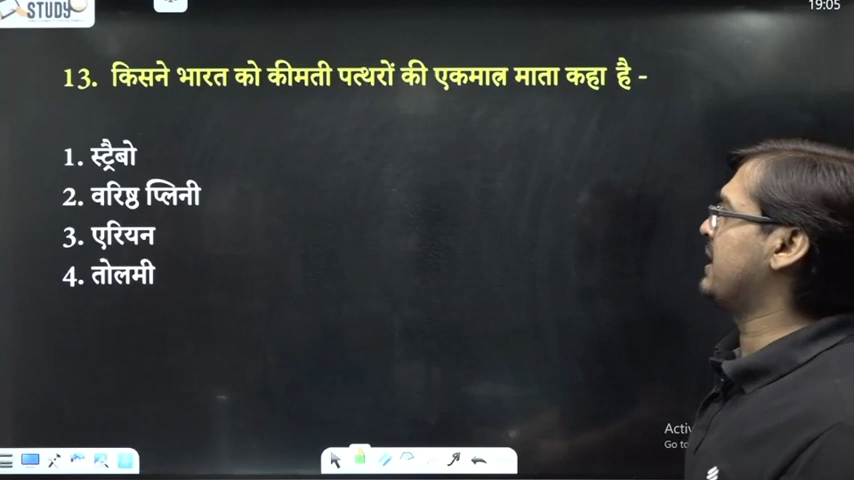 STUDY
19:05
13. किसने भारत को कीमती पत्थरों की एकमात्र माता कहा है -
1. स्ट्रैबो
2. वरिष्ठ प्लिनी
3. एरियन
4. तोलमी
Activ
Go to